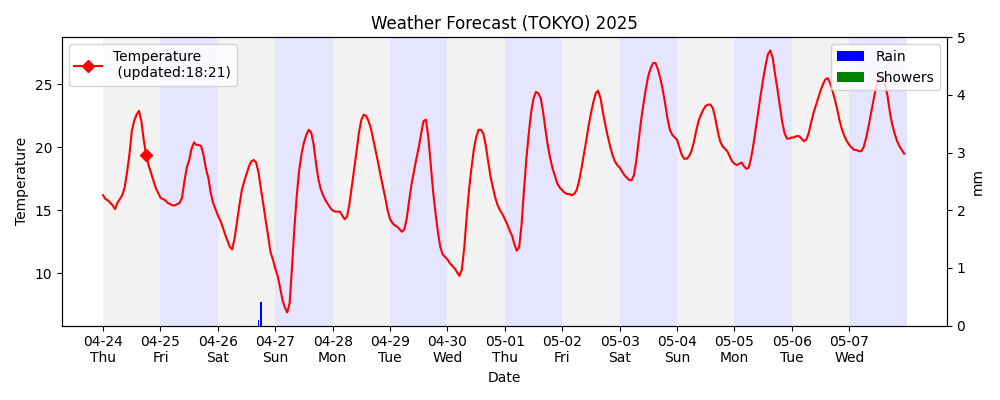 Weather Forecast (TOKYO) 2025
Temperature
(updated:18:21)
Rain
Showers
Temperature
25
20
15
10
5
4
3
2
1
0
mm
04-24 04-25 04-26 04-27 04-28 04-29 04-30 05-01 05-02 05-03 05-04 05-05 05-06 05-07
Thu Fri Sat Sun Mon Tue Wed Thu Fri Sat Sun Mon Tue Wed
Date